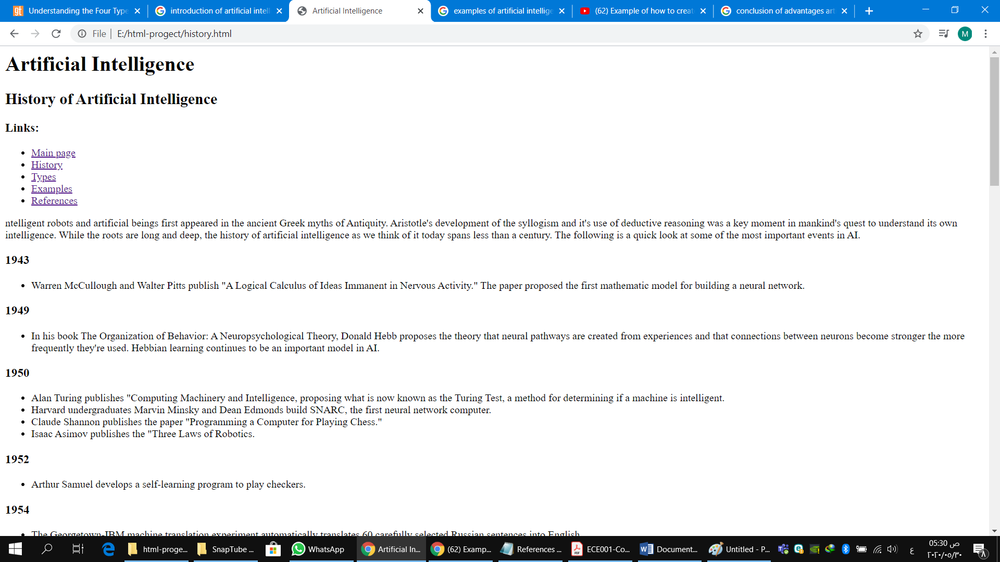 Understanding the Four Type
introduction of artificial intell
Artificial Intelligence
examples of artificial intellige
(62) Example of how to creat
conclusion of advantages art
File
E:/html-progect/history.html
M
Artificial Intelligence
History of Artificial Intelligence
Links:
Main page
History
Types
Examples
References
ntelligent robots and artificial beings first appeared in the ancient Greek myths of Antiquity. Aristotle's development of the syllogism and it's use of deductive reasoning was a key moment in mankind's quest to understand its own
intelligence. While the roots are long and deep, the history of artificial intelligence as we think of it today spans less than a century. The following is a quick look at some of the most important events in AI.
1943
Warren McCullough and Walter Pitts publish "A Logical Calculus of Ideas Immanent in Nervous Activity." The paper proposed the first mathematic model for building a neural network.
1949
In his book The Organization of Behavior: A Neuropsychological Theory, Donald Hebb proposes the theory that neural pathways are created from experiences and that connections between neurons become stronger the more
frequently they're used. Hebbian learning continues to be an important model in AI.
1950
Alan Turing publishes "Computing Machinery and Intelligence, proposing what is now known as the Turing Test, a method for determining if a machine is intelligent.
Harvard undergraduates Marvin Minsky and Dean Edmonds build SNARC, the first neural network computer.
Claude Shannon publishes the paper "Programming a Computer for Playing Chess."
Isaac Asimov publishes the "Three Laws of Robotics.
1952
Arthur Samuel develops a self-learning program to play checkers.
1954
The Georgetown-IBM machine translation experiment automatically translates 60 carefully selected Russian sentences into English.
html-proge...
SnapTube ...
WhatsApp
Artificial In...
(62) Examp...
References ...
ECE001-Co...
Document...
Untitled - P...
ع
05:30 ص
٢٠٢٠/٠٥/٣٠
٨